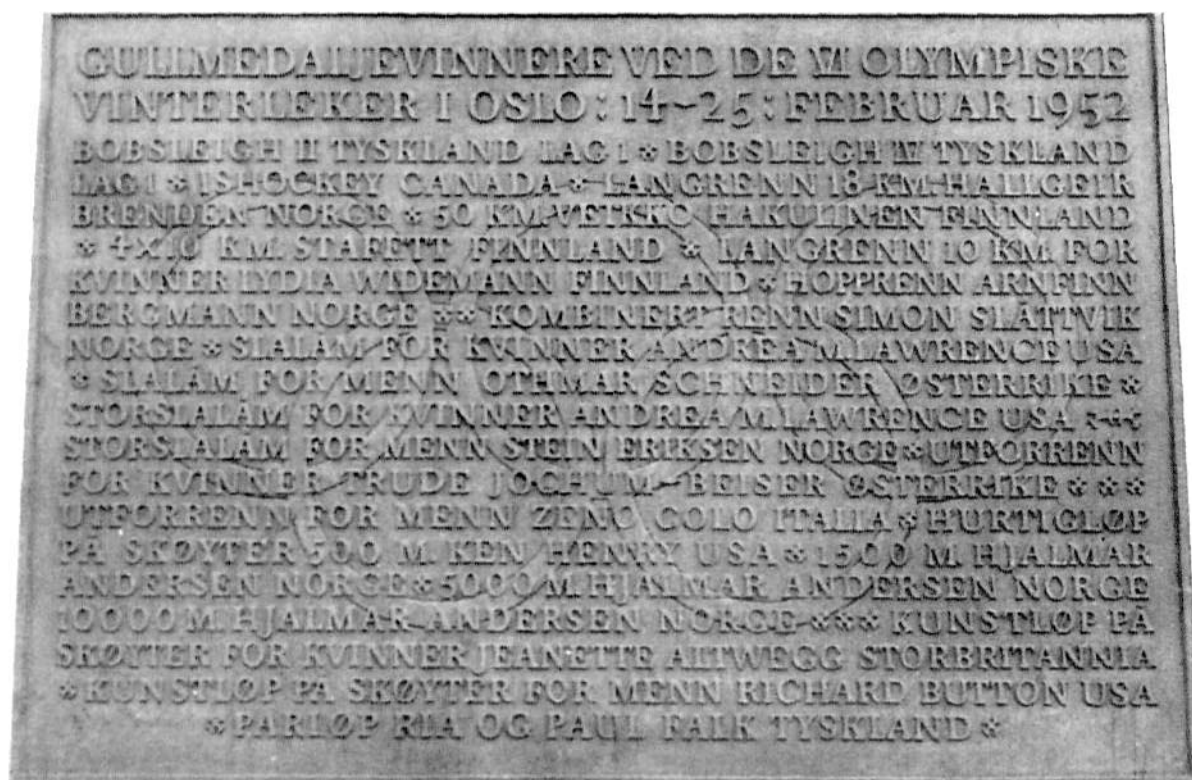 GULLMEDALJEVINNERE VED DE VI OLYMPISKE
VINTERLEKER I OSLO : 14~25 : FEBRUAR 1952
BOBSLEIGH II TYSKLAND LAG 1 * BOBSLEIGH IV TYSKLAND
LAG 1 * ISHOCKEY CANADA * LANGRENN 18 KM. HALLGEIR
BRENDEN NORGE * 50 KM. VEIKKO HAKULINEN FINNLAND
* 4X10 KM. STAFETT FINNLAND * LANGRENN 10 KM. FOR
KVINNER LYDIA WIDEMANN FINNLAND * HOPPRENN ARNFINN
BERGMANN NORGE ** KOMBINERT RENN SIMON SLÅTTVIK
NORGE * SLALÅM FOR KVINNER ANDREA M. LAWRENCE USA
* SLALÅM FOR MENN OTHMAR SCHNEIDER ØSTERRIKE *
STORSLALÅM FOR KVINNER ANDREA M. LAWRENCE USA ~*~
STORSLALÅM FOR MENN STEIN ERIKSEN NORGE * UTFORRENN
FOR KVINNER TRUDE JOCHUM-BEISER ØSTERRIKE ***
UTFORRENN FOR MENN ZENO COLO ITALIA * HURTIGLØP
PÅ SKØYTER 500 M. KEN HENRY USA * 1500 M. HJALMAR
ANDERSEN NORGE * 5000 M. HJALMAR ANDERSEN NORGE
10000 M. HJALMAR ANDERSEN NORGE *** KUNSTLØP PÅ
SKØYTER FOR KVINNER JEANETTE ALTWEGG STORBRITANNIA
* KUNSTLØP PÅ SKØYTER FOR MENN RICHARD BUTTON USA
* PARLØP RIA OG PAUL FALK TYSKLAND *